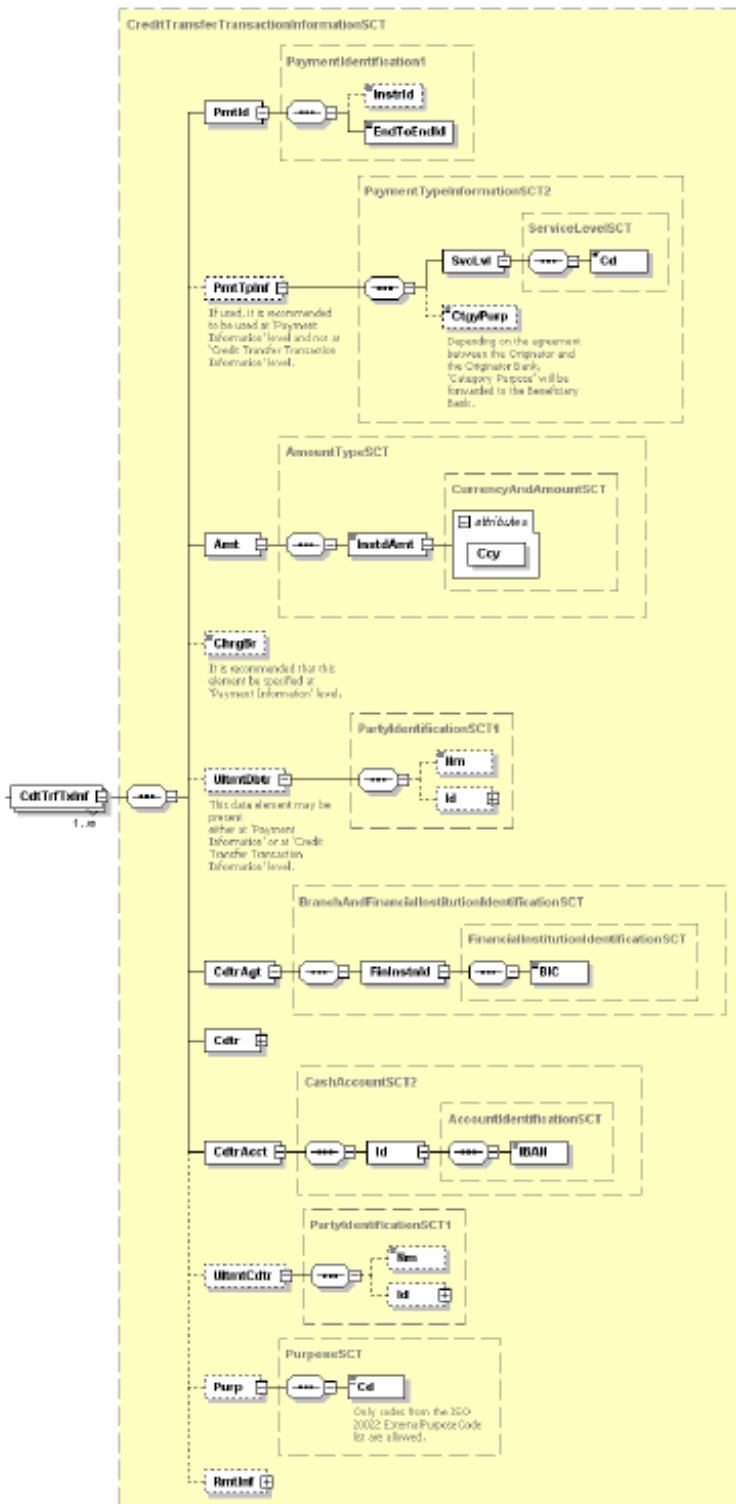 CreditTransferTransactionInformationSCT
PaymentIdentification1
InstrId
PmtId
EndToEndId
PaymentTypeInformationSCT2
ServiceLevelSCT
SvcLvl
Cd
PmtTpInf
If used, it is recommended
to be used at 'Payment
Information' level and not at
'Credit Transfer Transaction
Information' level.
CtgyPurp
Depending on the agreement
between the Originator and
the Originator Bank,
'Category Purpose' will be
forwarded to the Beneficiary
Bank.
AmountTypeSCT
CurrencyAndAmountSCT
attributes
Amt
InstdAmt
Ccy
ChrgBr
It is recommended that this
element be specified at
'Payment Information' level.
PartyIdentificationSCT1
Nm
UltmtDbtr
Id
This data element may be
present
either at 'Payment
Information' or at 'Credit
Transfer Transaction
Information' level.
CdtTrfTxInf
1..∞
BranchAndFinancialInstitutionIdentificationSCT
FinancialInstitutionIdentificationSCT
CdtrAgt
FinInstnId
BIC
Cdtr
CashAccountSCT2
AccountIdentificationSCT
CdtrAcct
Id
IBAN
PartyIdentificationSCT1
Nm
UltmtCdtr
Id
PurposeSCT
Purp
Cd
Only codes from the ISO
20022 ExternalPurposeCode
list are allowed.
RmtInf